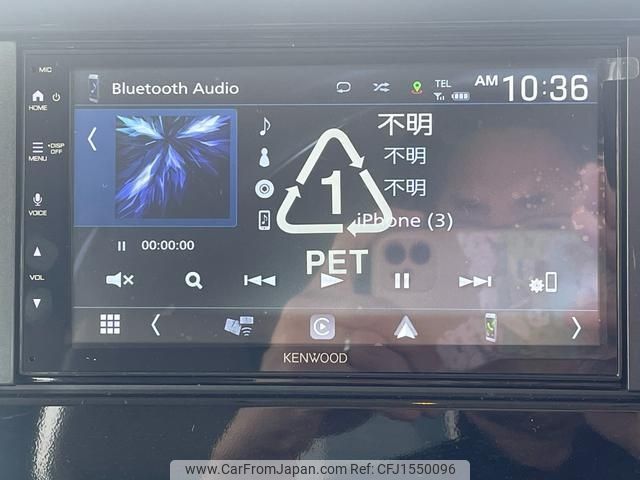 MIC
Bluetooth Audio
TEL
AM 10:36
HOME
DISP
OFF
MENU
VOICE
VOL
不明
不明
不明
iPhone (3)
1
PET
00:00:00
KENWOOD
www.CarFromJapan.com CFJ1550096